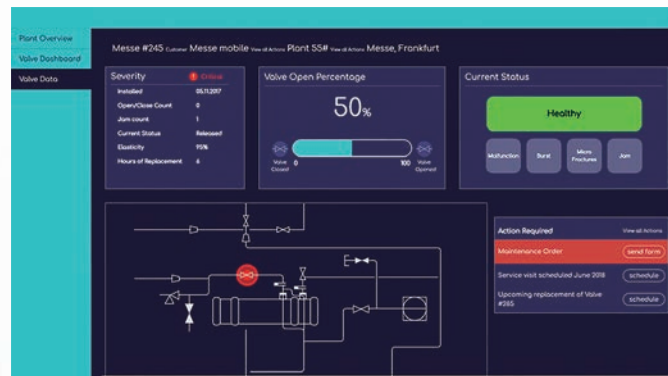 Plant Overview
Valve Dashboard
Valve Data
Messe #245 Customer Messe mobile View all Actions Plant 55# View all Actions Messe, Frankfurt
Severity
Critical
Installed 05.11.2017
Open/Close Count 0
Jam count 1
Current Status Released
Elasticity 95%
Hours of Replacement 6
Valve Open Percentage
50%
Valve Closed
0
100
Valve Opened
Current Status
Healthy
Malfunction
Burst
Micro Fractures
Jam
Action Required
View all Actions
Maintenance Order
send form
Service visit scheduled June 2018
schedule
Upcoming replacement of Valve
#265
schedule